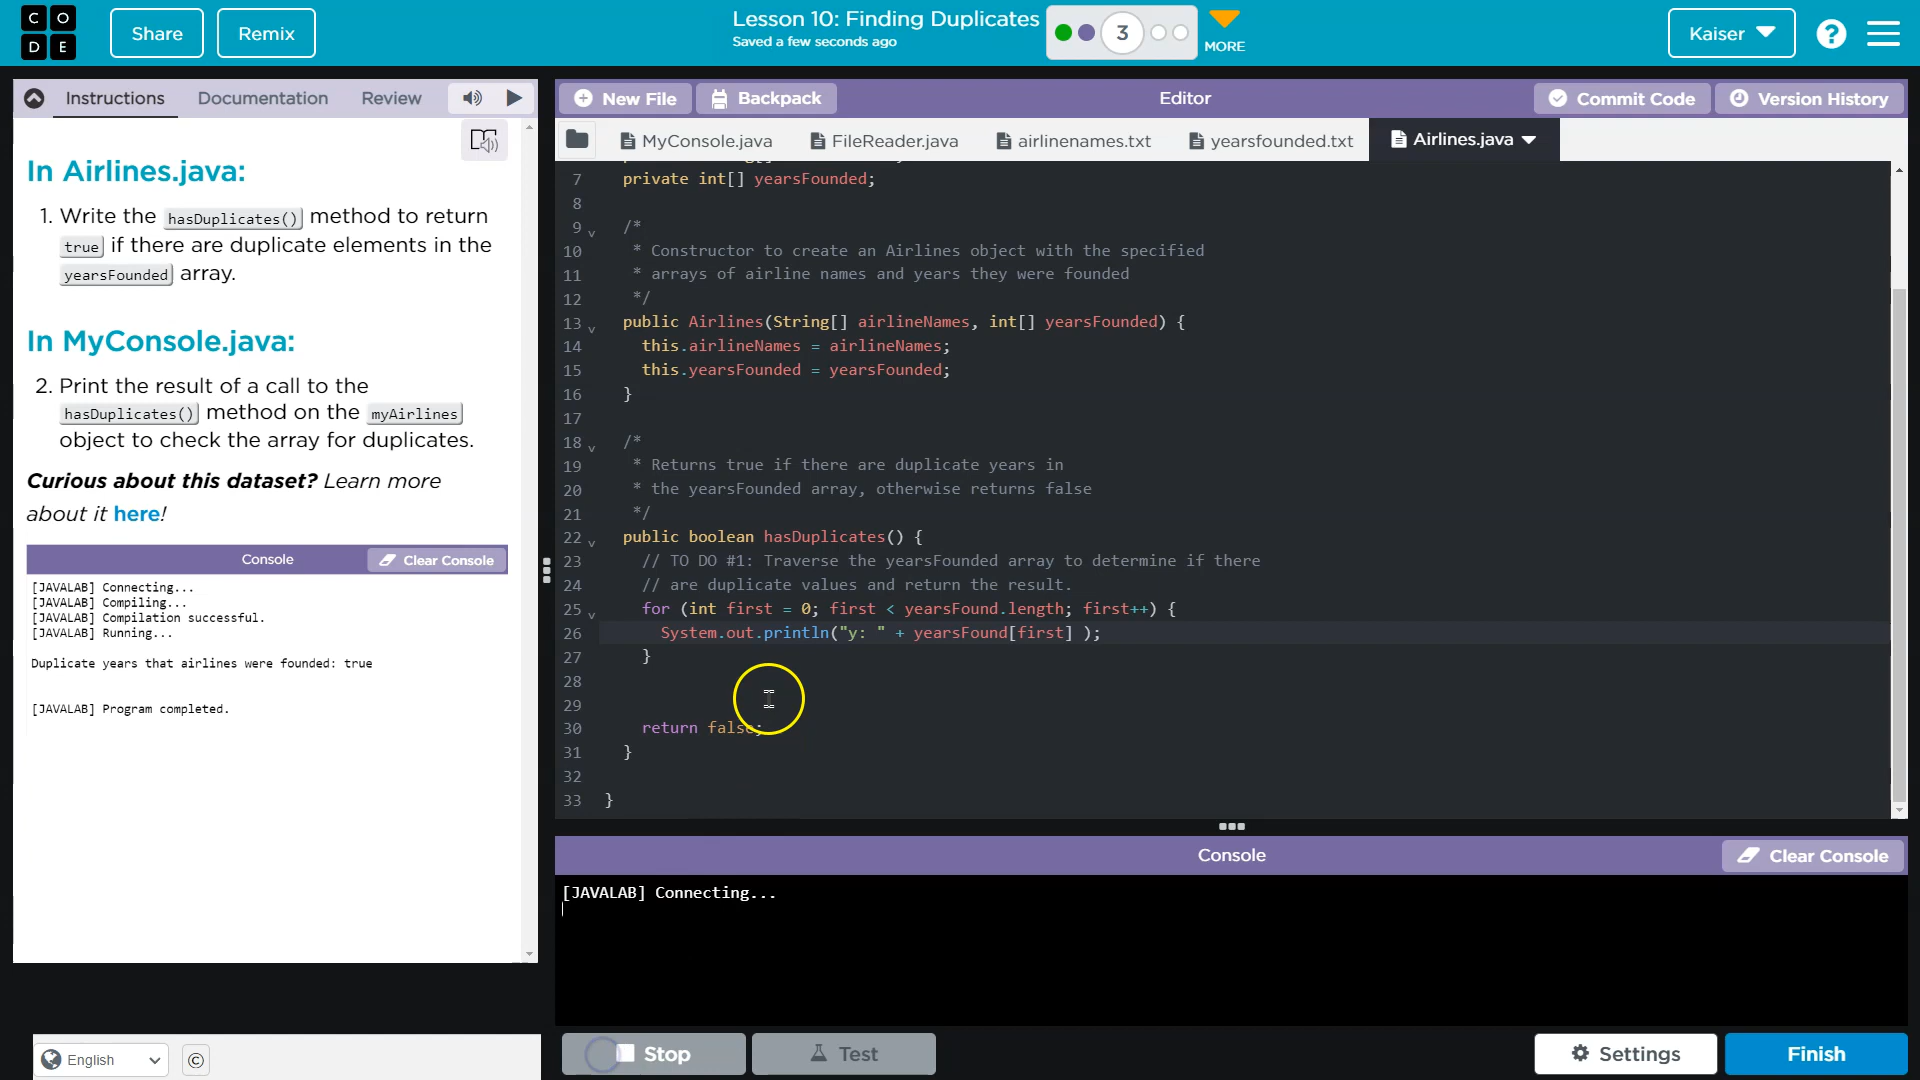 CODE
Share
Remix
Lesson 10: Finding Duplicates
Saved a few seconds ago
3
MORE
Kaiser
?
Instructions
Documentation
Review
In Airlines.java:
1. Write the hasDuplicates() method to return
true if there are duplicate elements in the
yearsFounded array.
In MyConsole.java:
2. Print the result of a call to the
hasDuplicates() method on the myAirlines
object to check the array for duplicates.
Curious about this dataset? Learn more
about it here!
Console
Clear Console
[JAVALAB] Connecting...
[JAVALAB] Compiling...
[JAVALAB] Compilation successful.
[JAVALAB] Running...
Duplicate years that airlines were founded: true
[JAVALAB] Program completed.
English
©
New File
Backpack
Editor
Commit Code
Version History
MyConsole.java
FileReader.java
airlinenames.txt
yearsfounded.txt
Airlines.java
7 private int[] yearsFounded;
8
9 /*
10 * Constructor to create an Airlines object with the specified
11 * arrays of airline names and years they were founded
12 */
13 public Airlines(String[] airlineNames, int[] yearsFounded) {
14 this.airlineNames = airlineNames;
15 this.yearsFounded = yearsFounded;
16 }
17
18 /*
19 * Returns true if there are duplicate years in
20 * the yearsFounded array, otherwise returns false
21 */
22 public boolean hasDuplicates() {
23 // TO DO #1: Traverse the yearsFounded array to determine if there
24 // are duplicate values and return the result.
25 for (int first = 0; first < yearsFound.length; first++) {
26 System.out.println("y: " + yearsFound[first] );
27 }
28
29
30 return false;
31 }
32
33 }
Console
Clear Console
[JAVALAB] Connecting...
Stop
Test
Settings
Finish